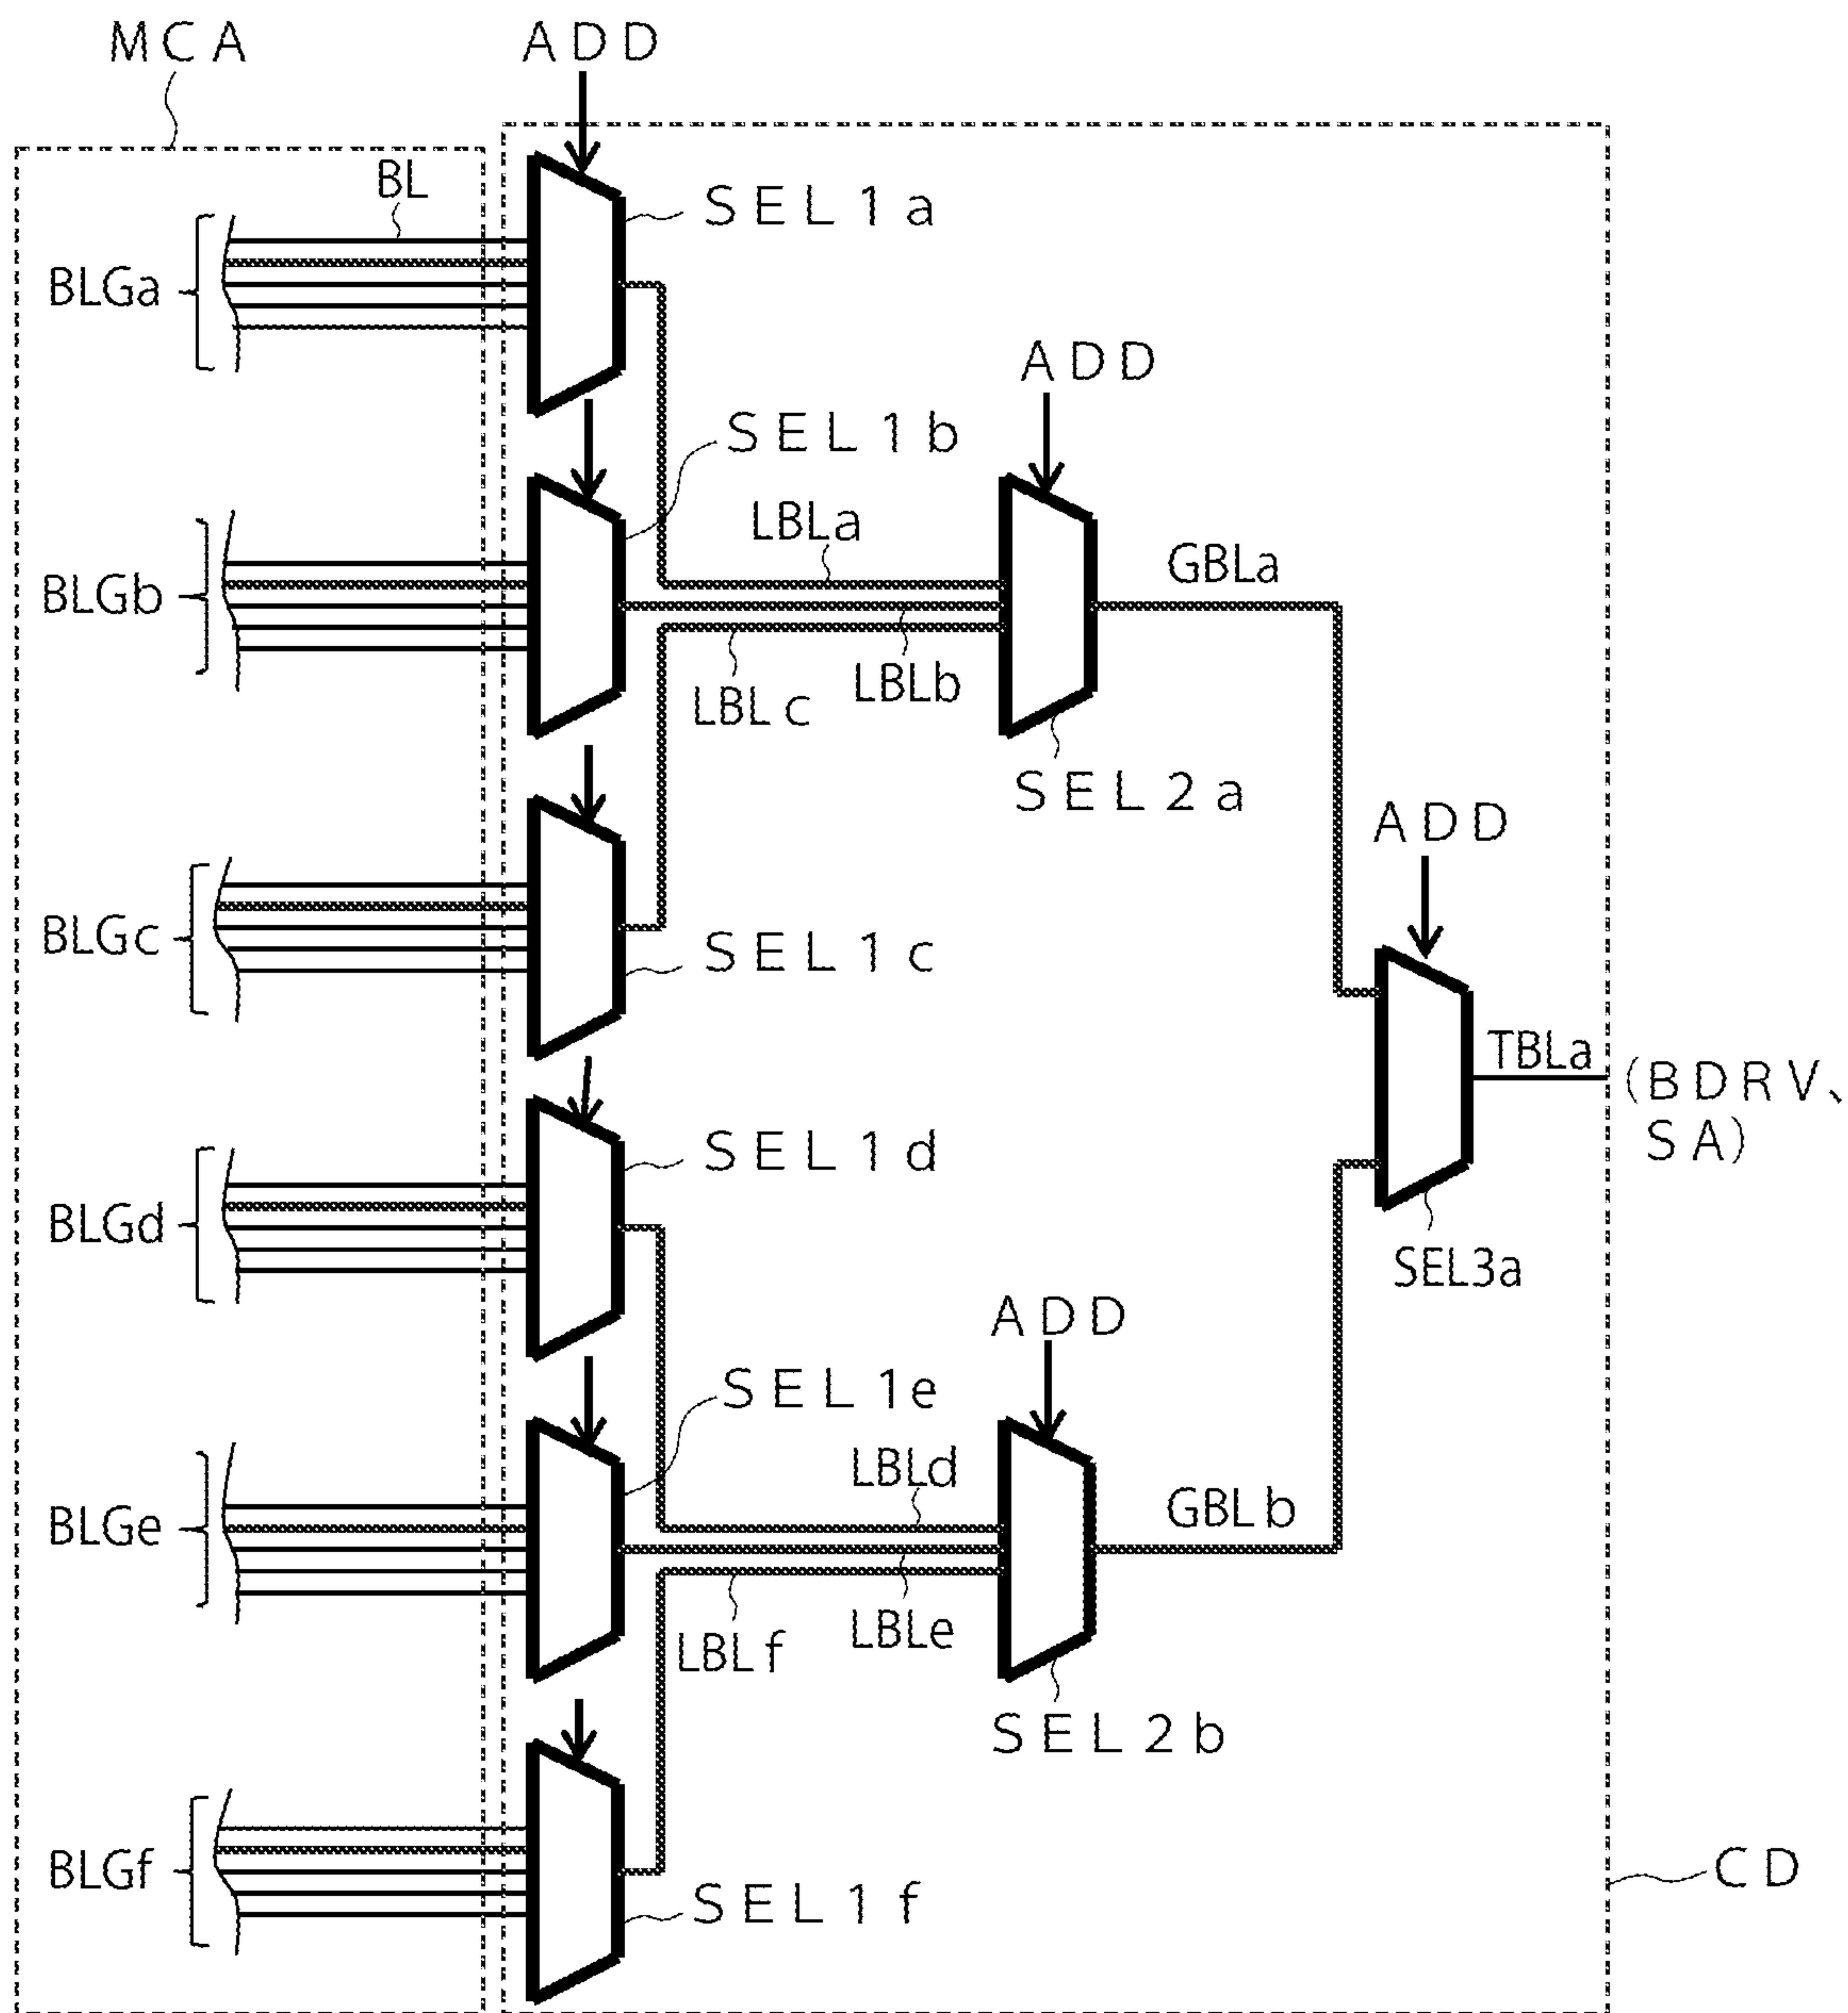 MCA
ADD
BL
SEL1a
BLGa
ADD
SEL1b
LBLa
GBLa
BLGb
LBLb
LBLc
SEL2a
ADD
BLGc
SEL1c
TBLa
(BDRV、
SA)
SEL1d
BLGd
SEL3a
ADD
SEL1e
LBLd
GBLb
BLGe
LBLe
LBLf
SEL2b
BLGf
CD
SEL1f